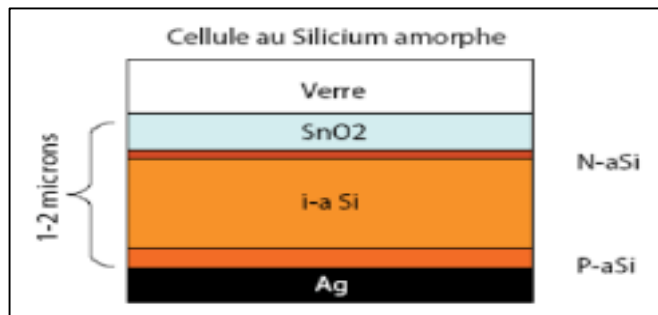 Cellule au Silicium amorphe
Verre
SnO2
N-aSi
1-2 microns
i-a Si
P-aSi
Ag